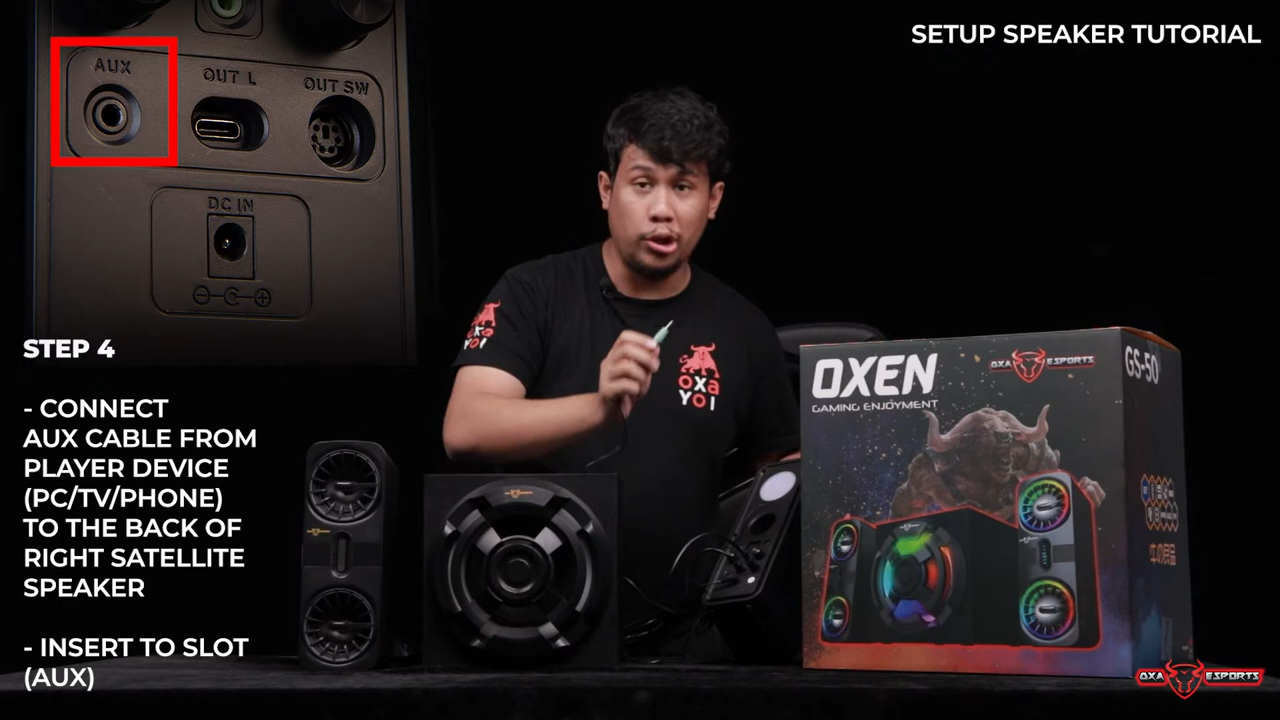 SETUP SPEAKER TUTORIAL
AUX
OUT L
OUT SW
DC IN
STEP 4
- CONNECT
AUX CABLE FROM
PLAYER DEVICE
(PC/TV/PHONE)
TO THE BACK OF
RIGHT SATELLITE
SPEAKER
- INSERT TO SLOT
(AUX)
OXa
YOI
OXEN
GAMING ENJOYMENT
OXA ESPORTS
GS-50
OXA ESPORTS